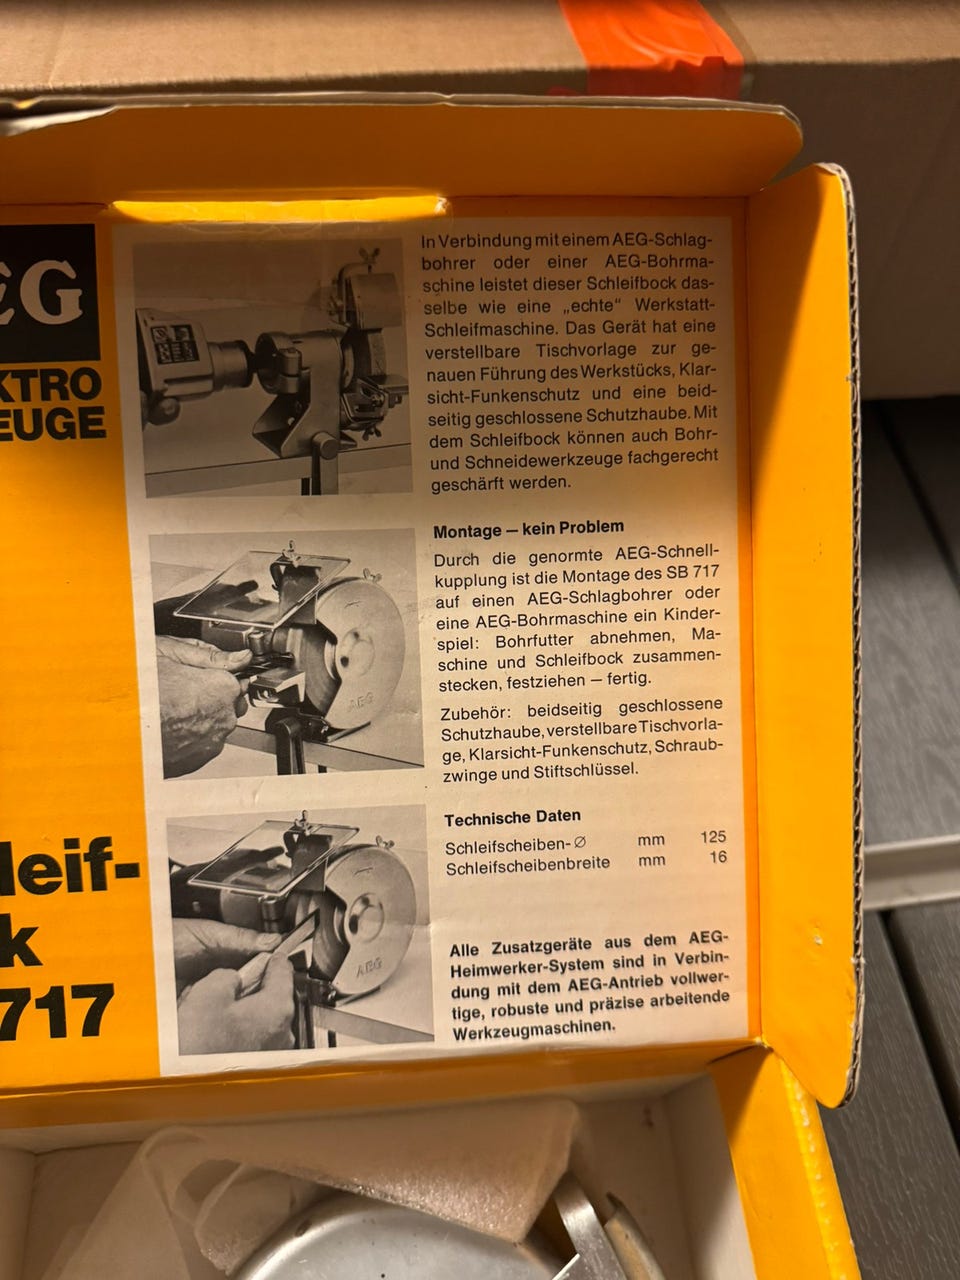 EG
KTRO
EUGE
leif-
k
717
In Verbindung mit einem AEG-Schlag-
bohrer oder einer AEG-Bohrma-
schine leistet dieser Schleifbock das-
selbe wie eine „echte“ Werkstatt-
Schleifmaschine. Das Gerät hat eine
verstellbare Tischvorlage zur ge-
nauen Führung des Werkstücks, Klar-
sicht-Funkenschutz und eine beid-
seitig geschlossene Schutzhaube. Mit
dem Schleifbock können auch Bohr-
und Schneidewerkzeuge fachgerecht
geschärft werden.
Montage – kein Problem
Durch die genormte AEG-Schnell-
kupplung ist die Montage des SB 717
auf einen AEG-Schlagbohrer oder
eine AEG-Bohrmaschine ein Kinder-
spiel: Bohrfutter abnehmen, Ma-
schine und Schleifbock zusammen-
stecken, festziehen – fertig.
Zubehör: beidseitig geschlossene
Schutzhaube, verstellbare Tischvorla-
ge, Klarsicht-Funkenschutz, Schraub-
zwinge und Stiftschlüssel.
Technische Daten
Schleifscheiben-Ø mm 125
Schleifscheibenbreite mm 16
Alle Zusatzgeräte aus dem AEG-
Heimwerker-System sind in Verbin-
dung mit dem AEG-Antrieb vollwer-
tige, robuste und präzise arbeitende
Werkzeugmaschinen.
AEG
AEG